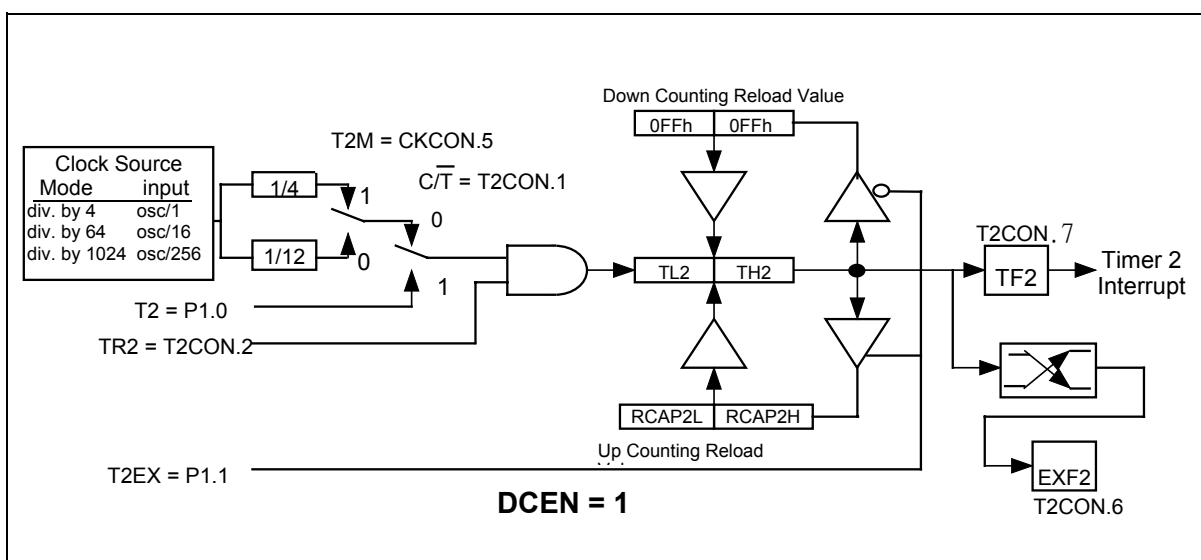 Down Counting Reload Value
0FFh 0FFh
T2M = CKCON.5
C/T̅ = T2CON.1
Clock Source
Mode input
div. by 4 osc/1
div. by 64 osc/16
div. by 1024 osc/256
1/4
1
0
1/12
0
1
T2 = P1.0
TR2 = T2CON.2
TL2 TH2
T2CON.7
TF2
Timer 2
Interrupt
RCAP2L RCAP2H
Up Counting Reload
T2EX = P1.1
EXF2
T2CON.6
DCEN = 1